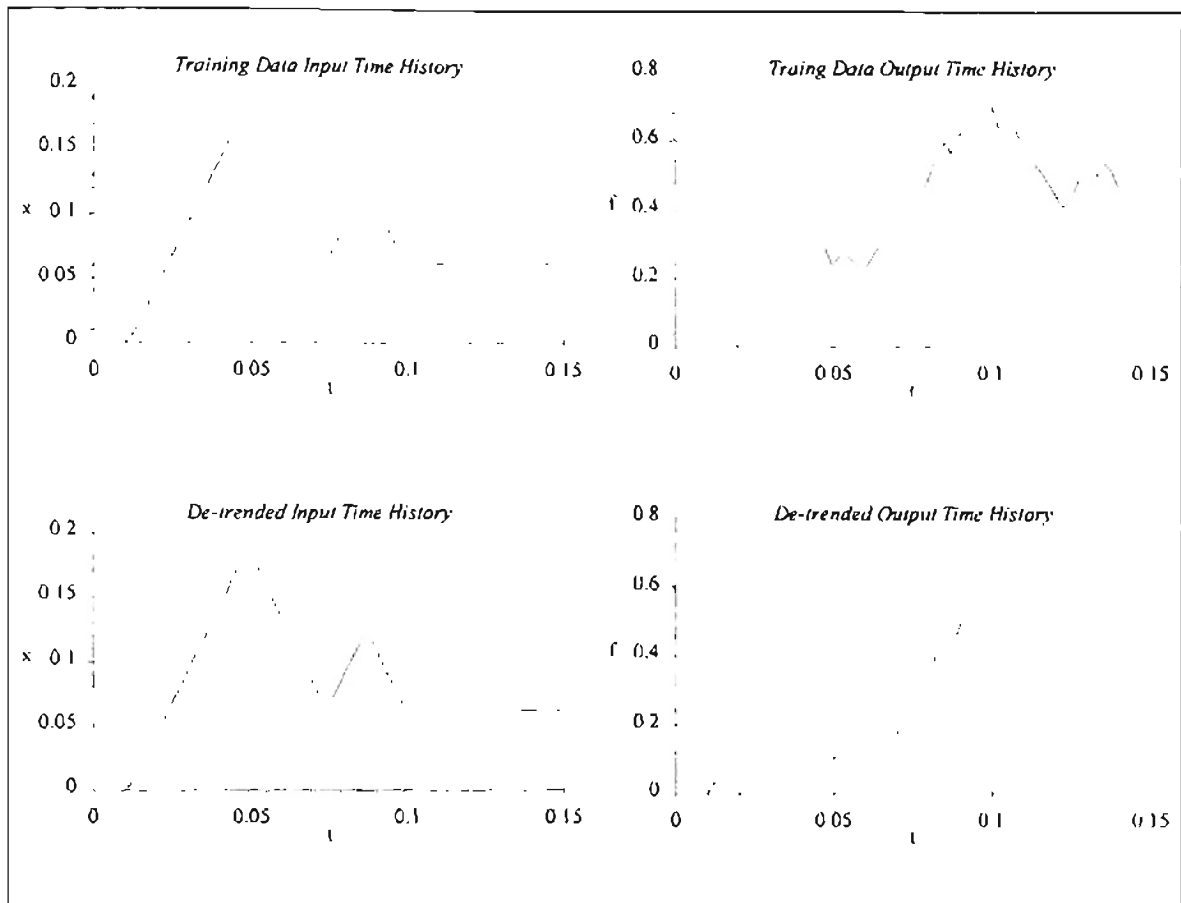 Training Data Input Time History
0.2
0.15
x 0.1
0.05
0
0 0.05 0.1 0.15
t
Traing Data Output Time History
0.8
0.6
f 0.4
0.2
0
0 0.05 0.1 0.15
t
De-trended Input Time History
0.2
0.15
x 0.1
0.05
0
0 0.05 0.1 0.15
t
De-trended Output Time History
0.8
0.6
f 0.4
0.2
0
0 0.05 0.1 0.15
t